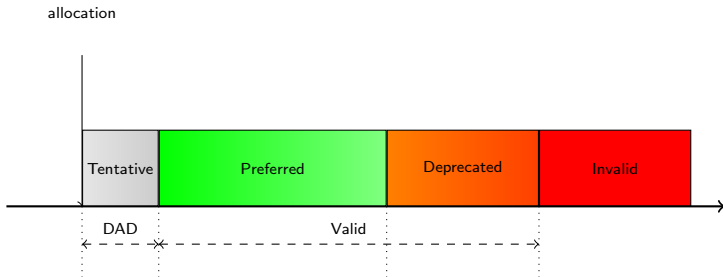 allocation
Tentative
Preferred
Deprecated
Invalid
DAD
Valid